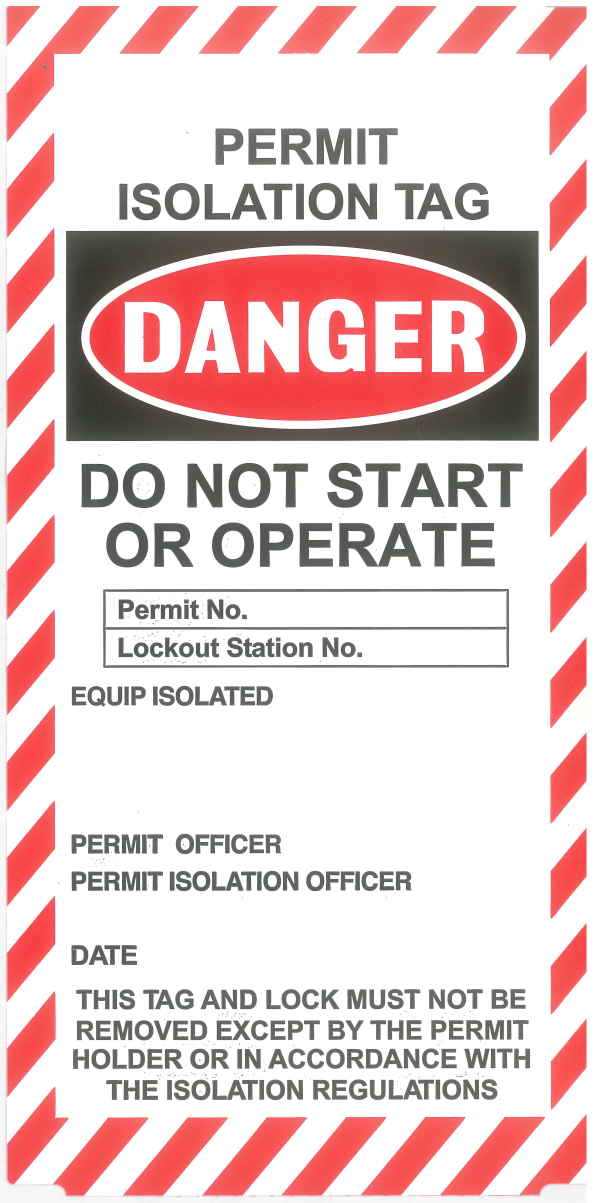 PERMIT
ISOLATION TAG
DANGER
DO NOT START
OR OPERATE
Permit No.
Lockout Station No.
EQUIP ISOLATED
PERMIT OFFICER
PERMIT ISOLATION OFFICER
DATE
THIS TAG AND LOCK MUST NOT BE
REMOVED EXCEPT BY THE PERMIT
HOLDER OR IN ACCORDANCE WITH
THE ISOLATION REGULATIONS